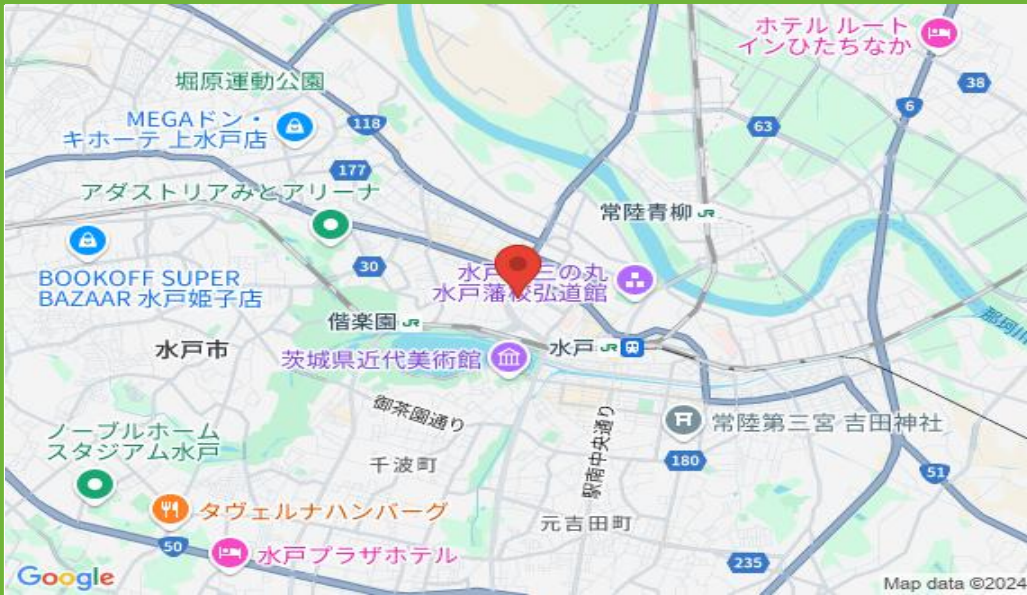 ホテル ルート
インひたちなか
38
堀原運動公園
6
MEGAドン・
キホーテ 上水戸店
118
63
177
アダストリアみとアリーナ
常陸青柳 JR
30
BOOKOFF SUPER
BAZAAR 水戸姫子店
三の丸
弘道館
偕楽園 JR
那珂川
水戸市
水戸 JR
茨城県近代美術館
御茶園通り
駅南中央通り
常陸第三宮 吉田神社
ノーブルホーム
スタジアム水戸
千波町
180
51
タヴェルナハンバーグ
元吉田町
50
水戸プラザホテル
235
Google
Map data ©2024